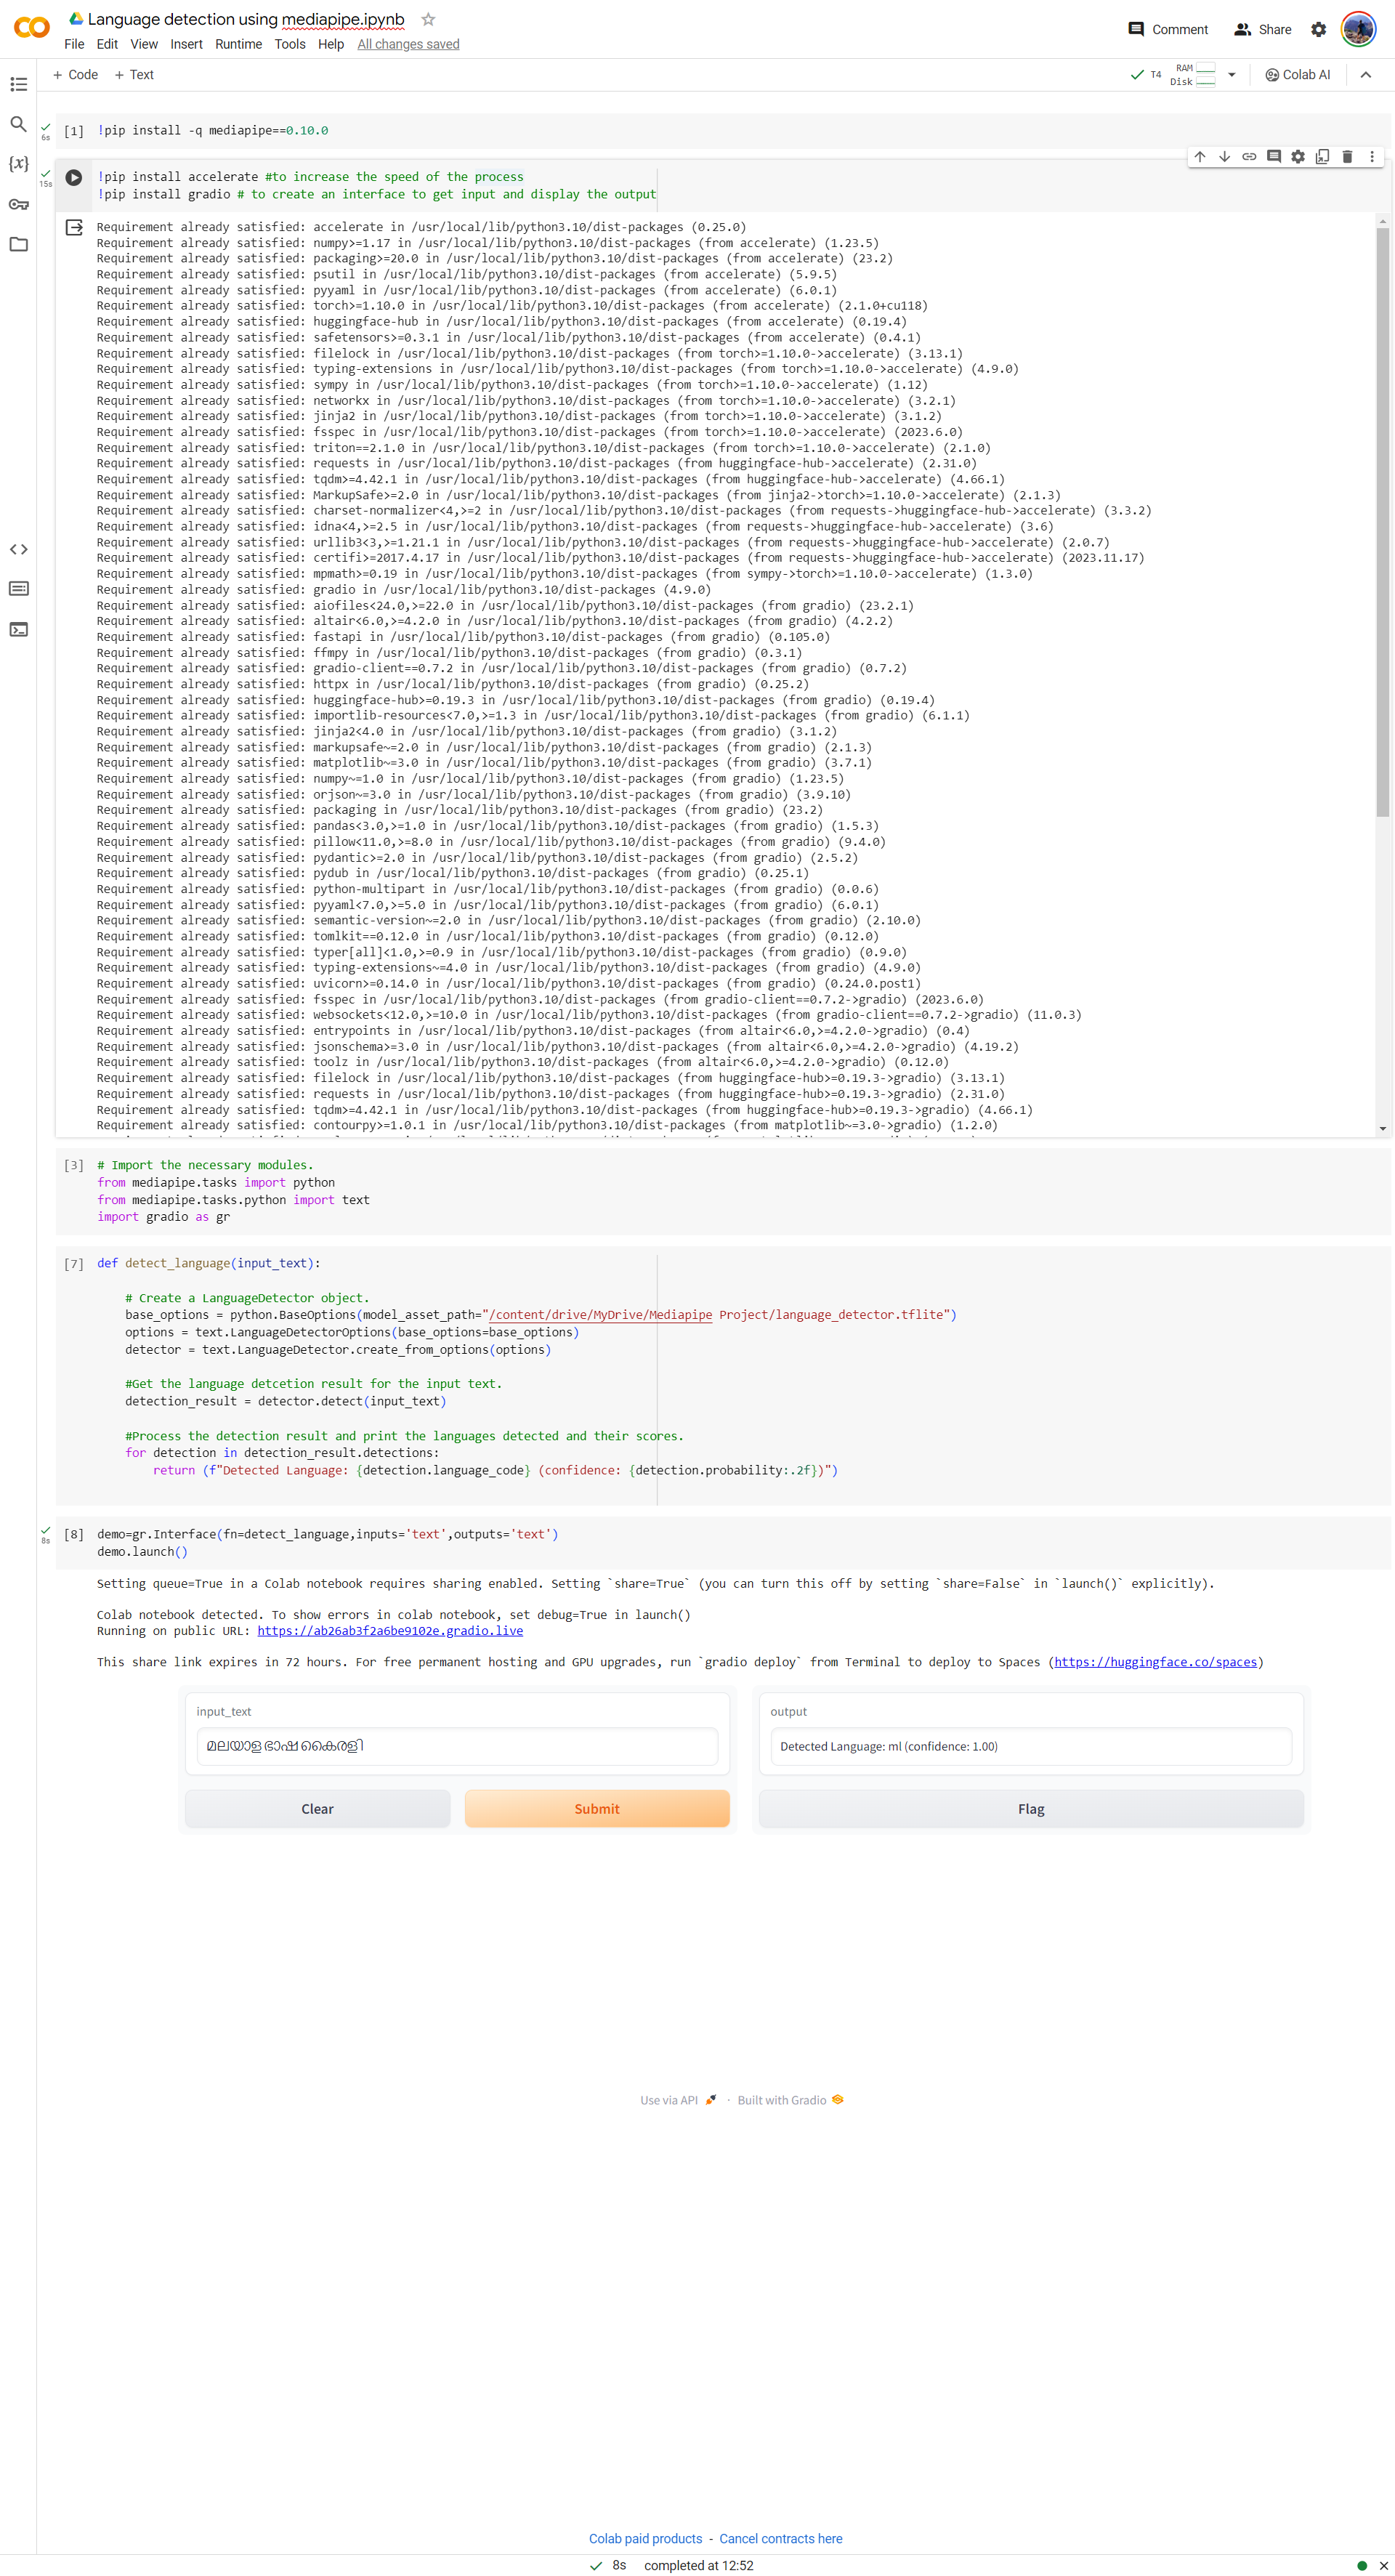 Language detection using mediapipe.ipynb
File Edit View Insert Runtime Tools Help All changes saved
Comment Share
+ Code + Text
T4 RAM Disk Colab AI
[1] !pip install -q mediapipe==0.10.0
6s
!pip install accelerate #to increase the speed of the process
15s
!pip install gradio # to create an interface to get input and display the output
Requirement already satisfied: accelerate in /usr/local/lib/python3.10/dist-packages (0.25.0)
Requirement already satisfied: numpy>=1.17 in /usr/local/lib/python3.10/dist-packages (from accelerate) (1.23.5)
Requirement already satisfied: packaging>=20.0 in /usr/local/lib/python3.10/dist-packages (from accelerate) (23.2)
Requirement already satisfied: psutil in /usr/local/lib/python3.10/dist-packages (from accelerate) (5.9.5)
Requirement already satisfied: pyyaml in /usr/local/lib/python3.10/dist-packages (from accelerate) (6.0.1)
Requirement already satisfied: torch>=1.10.0 in /usr/local/lib/python3.10/dist-packages (from accelerate) (2.1.0+cu118)
Requirement already satisfied: huggingface-hub in /usr/local/lib/python3.10/dist-packages (from accelerate) (0.19.4)
Requirement already satisfied: safetensors>=0.3.1 in /usr/local/lib/python3.10/dist-packages (from accelerate) (0.4.1)
Requirement already satisfied: filelock in /usr/local/lib/python3.10/dist-packages (from torch>=1.10.0->accelerate) (3.13.1)
Requirement already satisfied: typing-extensions in /usr/local/lib/python3.10/dist-packages (from torch>=1.10.0->accelerate) (4.9.0)
Requirement already satisfied: sympy in /usr/local/lib/python3.10/dist-packages (from torch>=1.10.0->accelerate) (1.12)
Requirement already satisfied: networkx in /usr/local/lib/python3.10/dist-packages (from torch>=1.10.0->accelerate) (3.2.1)
Requirement already satisfied: jinja2 in /usr/local/lib/python3.10/dist-packages (from torch>=1.10.0->accelerate) (3.1.2)
Requirement already satisfied: fsspec in /usr/local/lib/python3.10/dist-packages (from torch>=1.10.0->accelerate) (2023.6.0)
Requirement already satisfied: triton==2.1.0 in /usr/local/lib/python3.10/dist-packages (from torch>=1.10.0->accelerate) (2.1.0)
Requirement already satisfied: requests in /usr/local/lib/python3.10/dist-packages (from huggingface-hub->accelerate) (2.31.0)
Requirement already satisfied: tqdm>=4.42.1 in /usr/local/lib/python3.10/dist-packages (from huggingface-hub->accelerate) (4.66.1)
Requirement already satisfied: MarkupSafe>=2.0 in /usr/local/lib/python3.10/dist-packages (from jinja2->torch>=1.10.0->accelerate) (2.1.3)
Requirement already satisfied: charset-normalizer<4,>=2 in /usr/local/lib/python3.10/dist-packages (from requests->huggingface-hub->accelerate) (3.3.2)
Requirement already satisfied: idna<4,>=2.5 in /usr/local/lib/python3.10/dist-packages (from requests->huggingface-hub->accelerate) (3.6)
Requirement already satisfied: urllib3<3,>=1.21.1 in /usr/local/lib/python3.10/dist-packages (from requests->huggingface-hub->accelerate) (2.0.7)
Requirement already satisfied: certifi>=2017.4.17 in /usr/local/lib/python3.10/dist-packages (from requests->huggingface-hub->accelerate) (2023.11.17)
Requirement already satisfied: mpmath>=0.19 in /usr/local/lib/python3.10/dist-packages (from sympy->torch>=1.10.0->accelerate) (1.3.0)
Requirement already satisfied: gradio in /usr/local/lib/python3.10/dist-packages (4.9.0)
Requirement already satisfied: aiofiles<24.0,>=22.0 in /usr/local/lib/python3.10/dist-packages (from gradio) (23.2.1)
Requirement already satisfied: altair<6.0,>=4.2.0 in /usr/local/lib/python3.10/dist-packages (from gradio) (4.2.2)
Requirement already satisfied: fastapi in /usr/local/lib/python3.10/dist-packages (from gradio) (0.105.0)
Requirement already satisfied: ffmpy in /usr/local/lib/python3.10/dist-packages (from gradio) (0.3.1)
Requirement already satisfied: gradio-client==0.7.2 in /usr/local/lib/python3.10/dist-packages (from gradio) (0.7.2)
Requirement already satisfied: httpx in /usr/local/lib/python3.10/dist-packages (from gradio) (0.25.2)
Requirement already satisfied: huggingface-hub>=0.19.3 in /usr/local/lib/python3.10/dist-packages (from gradio) (0.19.4)
Requirement already satisfied: importlib-resources<7.0,>=1.3 in /usr/local/lib/python3.10/dist-packages (from gradio) (6.1.1)
Requirement already satisfied: jinja2<4.0 in /usr/local/lib/python3.10/dist-packages (from gradio) (3.1.2)
Requirement already satisfied: markupsafe~=2.0 in /usr/local/lib/python3.10/dist-packages (from gradio) (2.1.3)
Requirement already satisfied: matplotlib~=3.0 in /usr/local/lib/python3.10/dist-packages (from gradio) (3.7.1)
Requirement already satisfied: numpy~=1.0 in /usr/local/lib/python3.10/dist-packages (from gradio) (1.23.5)
Requirement already satisfied: orjson~=3.0 in /usr/local/lib/python3.10/dist-packages (from gradio) (3.9.10)
Requirement already satisfied: packaging in /usr/local/lib/python3.10/dist-packages (from gradio) (23.2)
Requirement already satisfied: pandas<3.0,>=1.0 in /usr/local/lib/python3.10/dist-packages (from gradio) (1.5.3)
Requirement already satisfied: pillow<11.0,>=8.0 in /usr/local/lib/python3.10/dist-packages (from gradio) (9.4.0)
Requirement already satisfied: pydantic>=2.0 in /usr/local/lib/python3.10/dist-packages (from gradio) (2.5.2)
Requirement already satisfied: pydub in /usr/local/lib/python3.10/dist-packages (from gradio) (0.25.1)
Requirement already satisfied: python-multipart in /usr/local/lib/python3.10/dist-packages (from gradio) (0.0.6)
Requirement already satisfied: pyyaml<7.0,>=5.0 in /usr/local/lib/python3.10/dist-packages (from gradio) (6.0.1)
Requirement already satisfied: semantic-version~=2.0 in /usr/local/lib/python3.10/dist-packages (from gradio) (2.10.0)
Requirement already satisfied: tomlkit==0.12.0 in /usr/local/lib/python3.10/dist-packages (from gradio) (0.12.0)
Requirement already satisfied: typer[all]<1.0,>=0.9 in /usr/local/lib/python3.10/dist-packages (from gradio) (0.9.0)
Requirement already satisfied: typing-extensions~=4.0 in /usr/local/lib/python3.10/dist-packages (from gradio) (4.9.0)
Requirement already satisfied: uvicorn>=0.14.0 in /usr/local/lib/python3.10/dist-packages (from gradio) (0.24.0.post1)
Requirement already satisfied: fsspec in /usr/local/lib/python3.10/dist-packages (from gradio-client==0.7.2->gradio) (2023.6.0)
Requirement already satisfied: websockets<12.0,>=10.0 in /usr/local/lib/python3.10/dist-packages (from gradio-client==0.7.2->gradio) (11.0.3)
Requirement already satisfied: entrypoints in /usr/local/lib/python3.10/dist-packages (from altair<6.0,>=4.2.0->gradio) (0.4)
Requirement already satisfied: jsonschema>=3.0 in /usr/local/lib/python3.10/dist-packages (from altair<6.0,>=4.2.0->gradio) (4.19.2)
Requirement already satisfied: toolz in /usr/local/lib/python3.10/dist-packages (from altair<6.0,>=4.2.0->gradio) (0.12.0)
Requirement already satisfied: filelock in /usr/local/lib/python3.10/dist-packages (from huggingface-hub>=0.19.3->gradio) (3.13.1)
Requirement already satisfied: requests in /usr/local/lib/python3.10/dist-packages (from huggingface-hub>=0.19.3->gradio) (2.31.0)
Requirement already satisfied: tqdm>=4.42.1 in /usr/local/lib/python3.10/dist-packages (from huggingface-hub>=0.19.3->gradio) (4.66.1)
Requirement already satisfied: contourpy>=1.0.1 in /usr/local/lib/python3.10/dist-packages (from matplotlib~=3.0->gradio) (1.2.0)
[3] # Import the necessary modules.
from mediapipe.tasks import python
from mediapipe.tasks.python import text
import gradio as gr
[7] def detect_language(input_text):
# Create a LanguageDetector object.
base_options = python.BaseOptions(model_asset_path="/content/drive/MyDrive/Mediapipe Project/language_detector.tflite")
options = text.LanguageDetectorOptions(base_options=base_options)
detector = text.LanguageDetector.create_from_options(options)
#Get the language detcetion result for the input text.
detection_result = detector.detect(input_text)
#Process the detection result and print the languages detected and their scores.
for detection in detection_result.detections:
return (f"Detected Language: {detection.language_code} (confidence: {detection.probability:.2f})")
[8] demo=gr.Interface(fn=detect_language,inputs='text',outputs='text')
8s
demo.launch()
Setting queue=True in a Colab notebook requires sharing enabled. Setting `share=True` (you can turn this off by setting `share=False` in `launch()` explicitly).
Colab notebook detected. To show errors in colab notebook, set debug=True in launch()
Running on public URL: https://ab26ab3f2a6be9102e.gradio.live
This share link expires in 72 hours. For free permanent hosting and GPU upgrades, run `gradio deploy` from Terminal to deploy to Spaces (https://huggingface.co/spaces)
input_text
മലയാള ഭാഷ കൈരളി
output
Detected Language: ml (confidence: 1.00)
Clear Submit Flag
Use via API · Built with Gradio
Colab paid products - Cancel contracts here
8s completed at 12:52